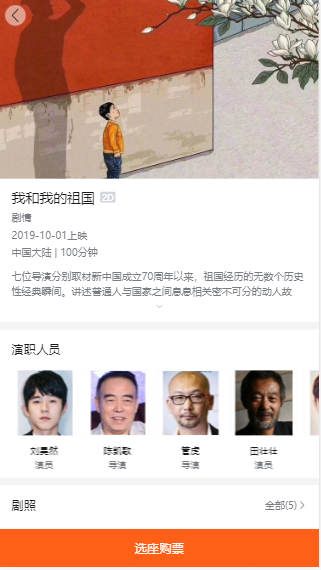 我和我的祖国 2D
剧情
2019-10-01上映
中国大陆 | 100分钟
七位导演分别取材新中国成立70周年以来，祖国经历的无数个历史
性经典瞬间。讲述普通人与国家之间息息相关密不可分的动人故
演职人员
刘昊然 陈凯歌 管虎 田壮壮
演员 导演 导演 演员
剧照 全部(5)
选座购票